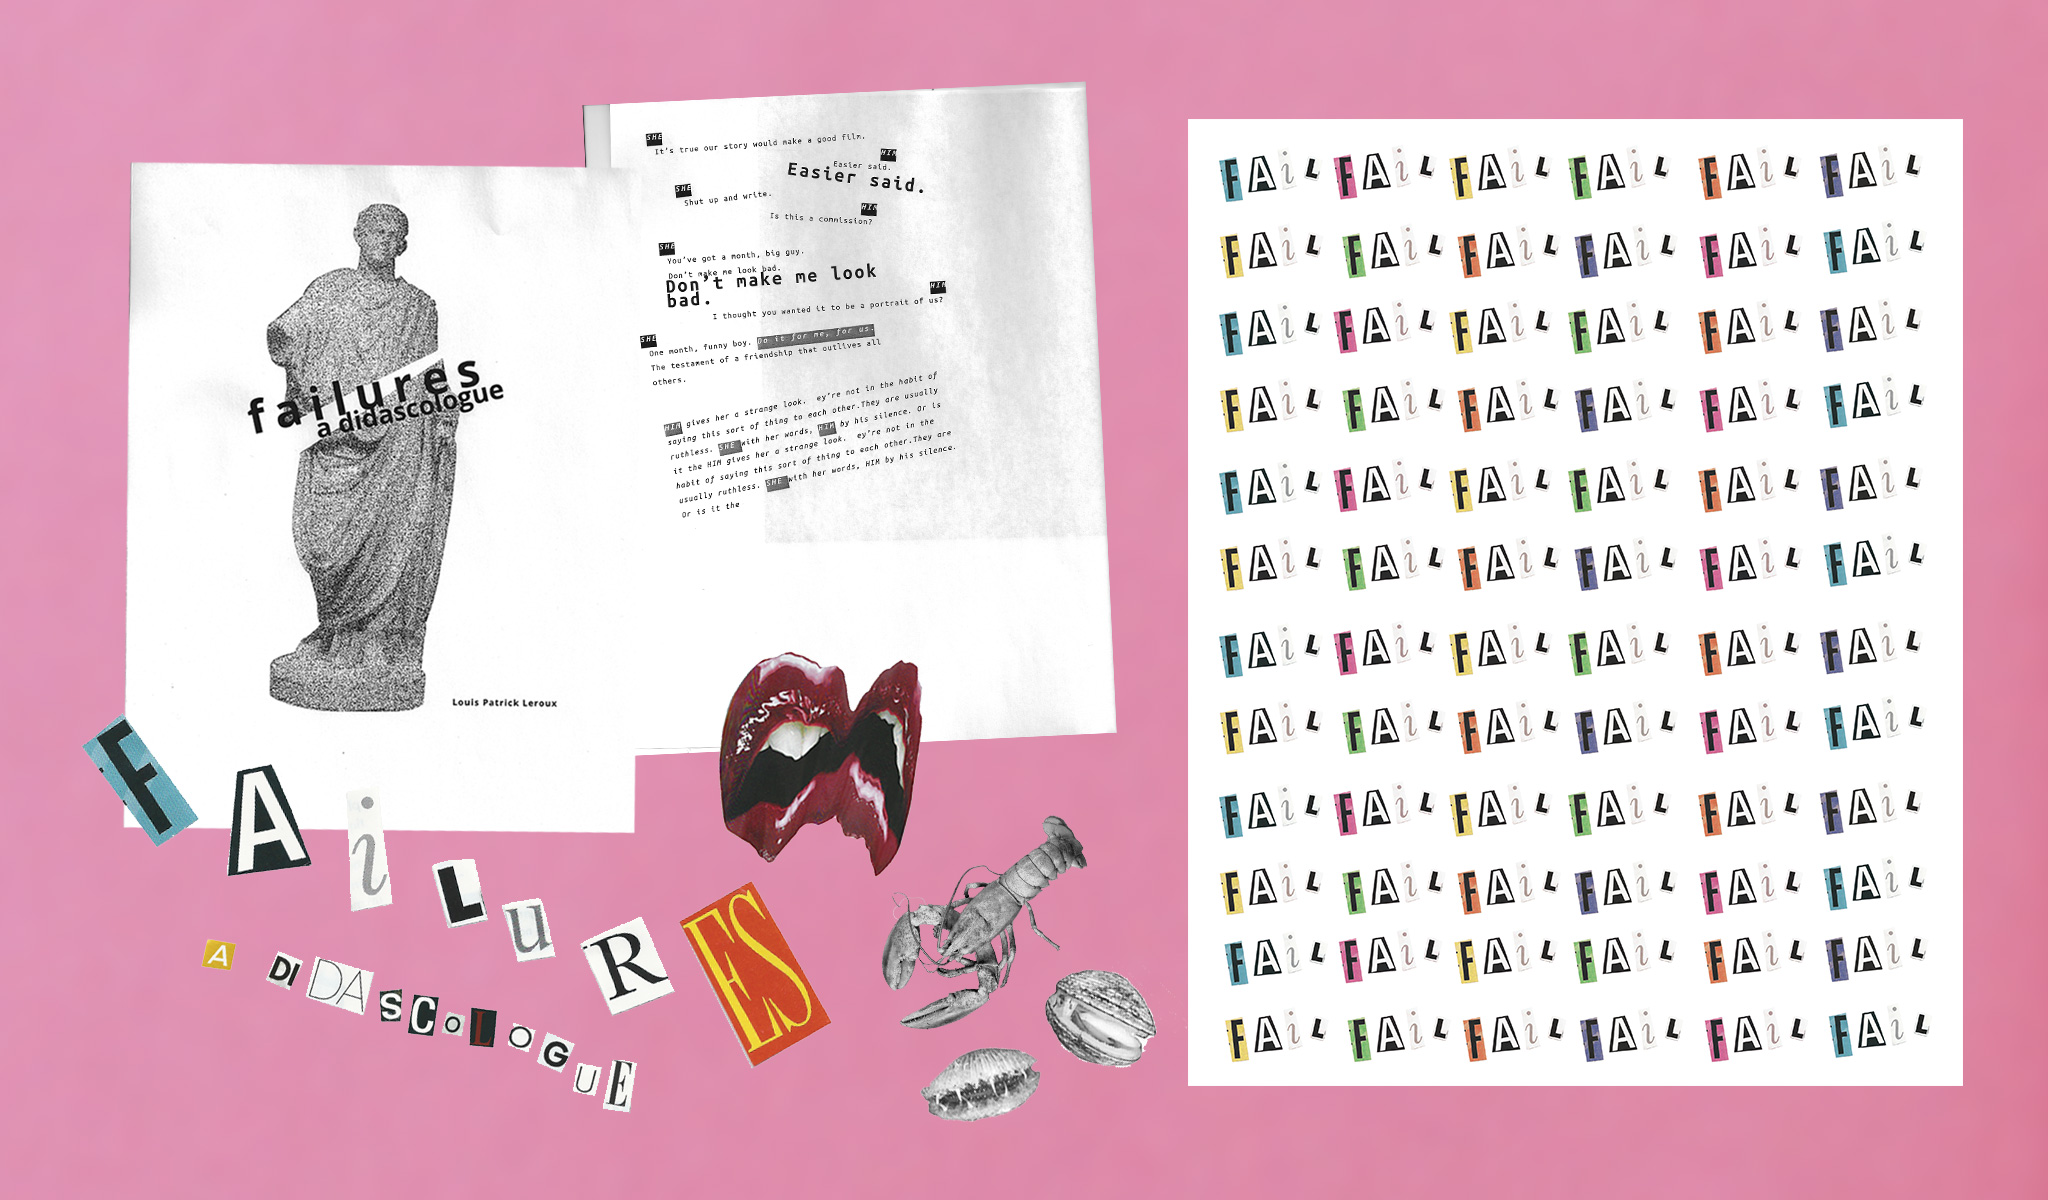 failures
a didascologue
Louis Patrick Leroux
SHE
It's true our story would make a good film.
HIM
Easier said.
Easier said.
SHE
Shut up and write.
HIM
Is this a commission?
SHE
You've got a month, big guy.
Don't make me look bad.
Don't make me look
bad.
HIM
I thought you wanted it to be a portrait of us?
SHE
One month, funny boy. Do it for me, for us.
The testament of a friendship that outlives all
others.
HIM gives her a strange look. ey're not in the habit of
saying this sort of thing to each other.They are usually
ruthless. SHE with her words, HIM by his silence. Or is
it the HIM gives her a strange look. ey're not in the
habit of saying this sort of thing to each other.They are
usually ruthless. SHE with her words, HIM by his silence.
Or is it the
FAiLuRES
A DIDASCoLOGUE
FAiL FAiL FAiL FAiL FAiL FAiL
FAiL FAiL FAiL FAiL FAiL FAiL
FAiL FAiL FAiL FAiL FAiL FAiL
FAiL FAiL FAiL FAiL FAiL FAiL
FAiL FAiL FAiL FAiL FAiL FAiL
FAiL FAiL FAiL FAiL FAiL FAiL
FAiL FAiL FAiL FAiL FAiL FAiL
FAiL FAiL FAiL FAiL FAiL FAiL
FAiL FAiL FAiL FAiL FAiL FAiL
FAiL FAiL FAiL FAiL FAiL FAiL
FAiL FAiL FAiL FAiL FAiL FAiL
FAiL FAiL FAiL FAiL FAiL FAiL